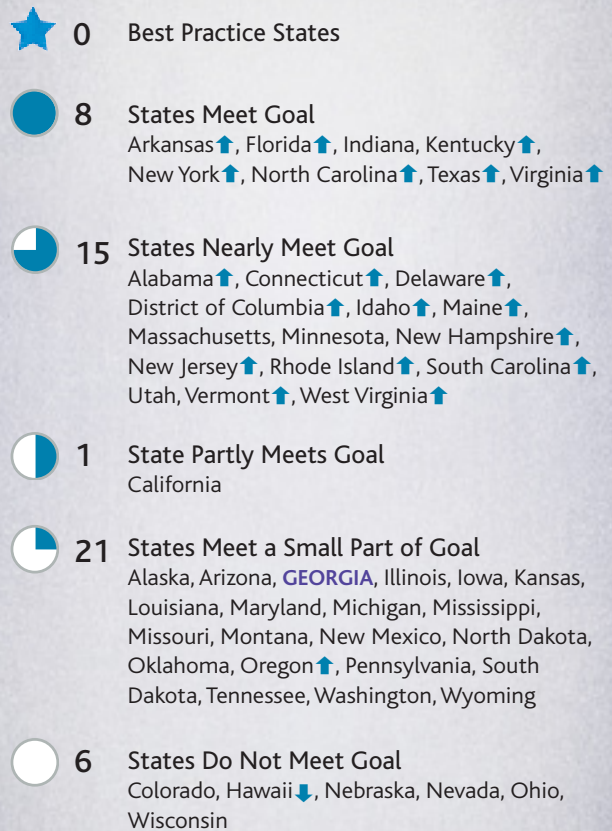 0 Best Practice States
8 States Meet Goal
Arkansas⬆, Florida⬆, Indiana, Kentucky⬆,
New York⬆, North Carolina⬆, Texas⬆, Virginia⬆
15 States Nearly Meet Goal
Alabama⬆, Connecticut⬆, Delaware⬆,
District of Columbia⬆, Idaho⬆, Maine⬆,
Massachusetts, Minnesota, New Hampshire⬆,
New Jersey⬆, Rhode Island⬆, South Carolina⬆,
Utah, Vermont⬆, West Virginia⬆
1 State Partly Meets Goal
California
21 States Meet a Small Part of Goal
Alaska, Arizona, GEORGIA, Illinois, Iowa, Kansas,
Louisiana, Maryland, Michigan, Mississippi,
Missouri, Montana, New Mexico, North Dakota,
Oklahoma, Oregon⬆, Pennsylvania, South
Dakota, Tennessee, Washington, Wyoming
6 States Do Not Meet Goal
Colorado, Hawaii⬇, Nebraska, Nevada, Ohio,
Wisconsin